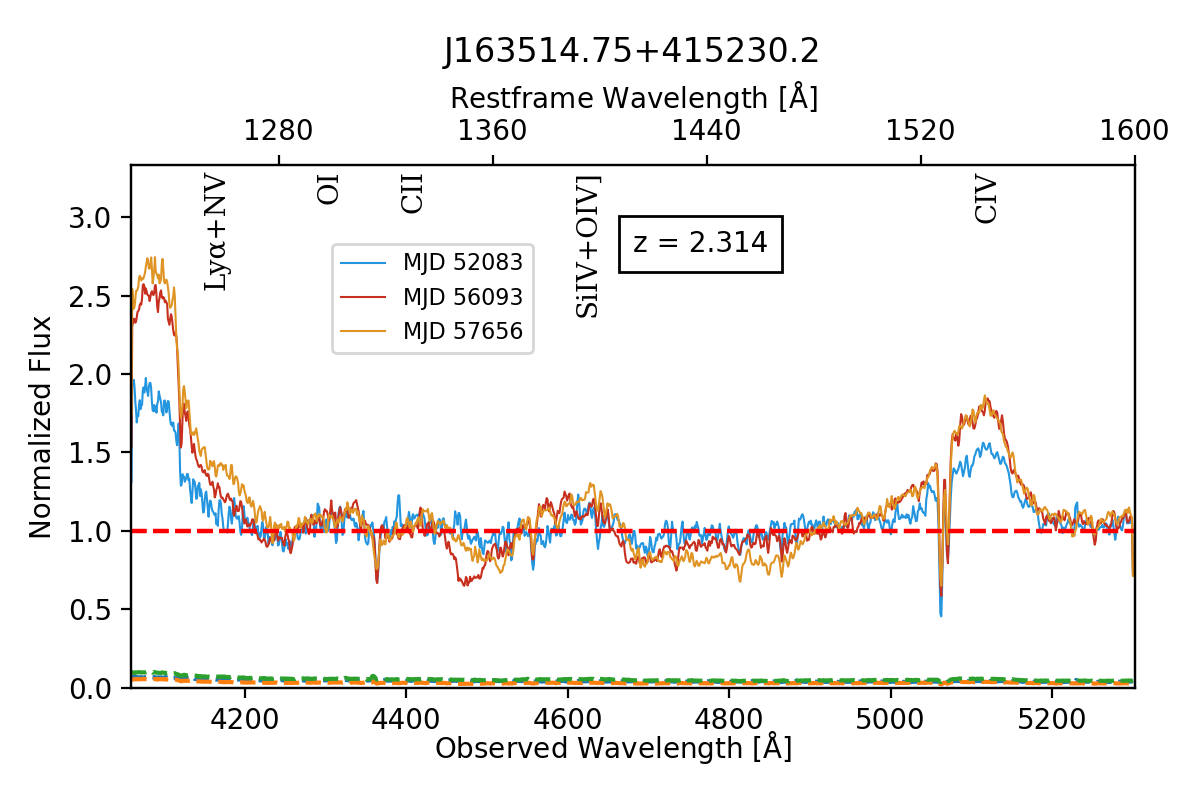 J163514.75+415230.2
Restframe Wavelength [Å]
1280 1360 1440 1520 1600
Lyα+NV
OI
CII
SiIV+OIV]
CIV
z = 2.314
MJD 52083
MJD 56093
MJD 57656
Normalized Flux
3.0
2.5
2.0
1.5
1.0
0.5
0.0
4200 4400 4600 4800 5000 5200
Observed Wavelength [Å]